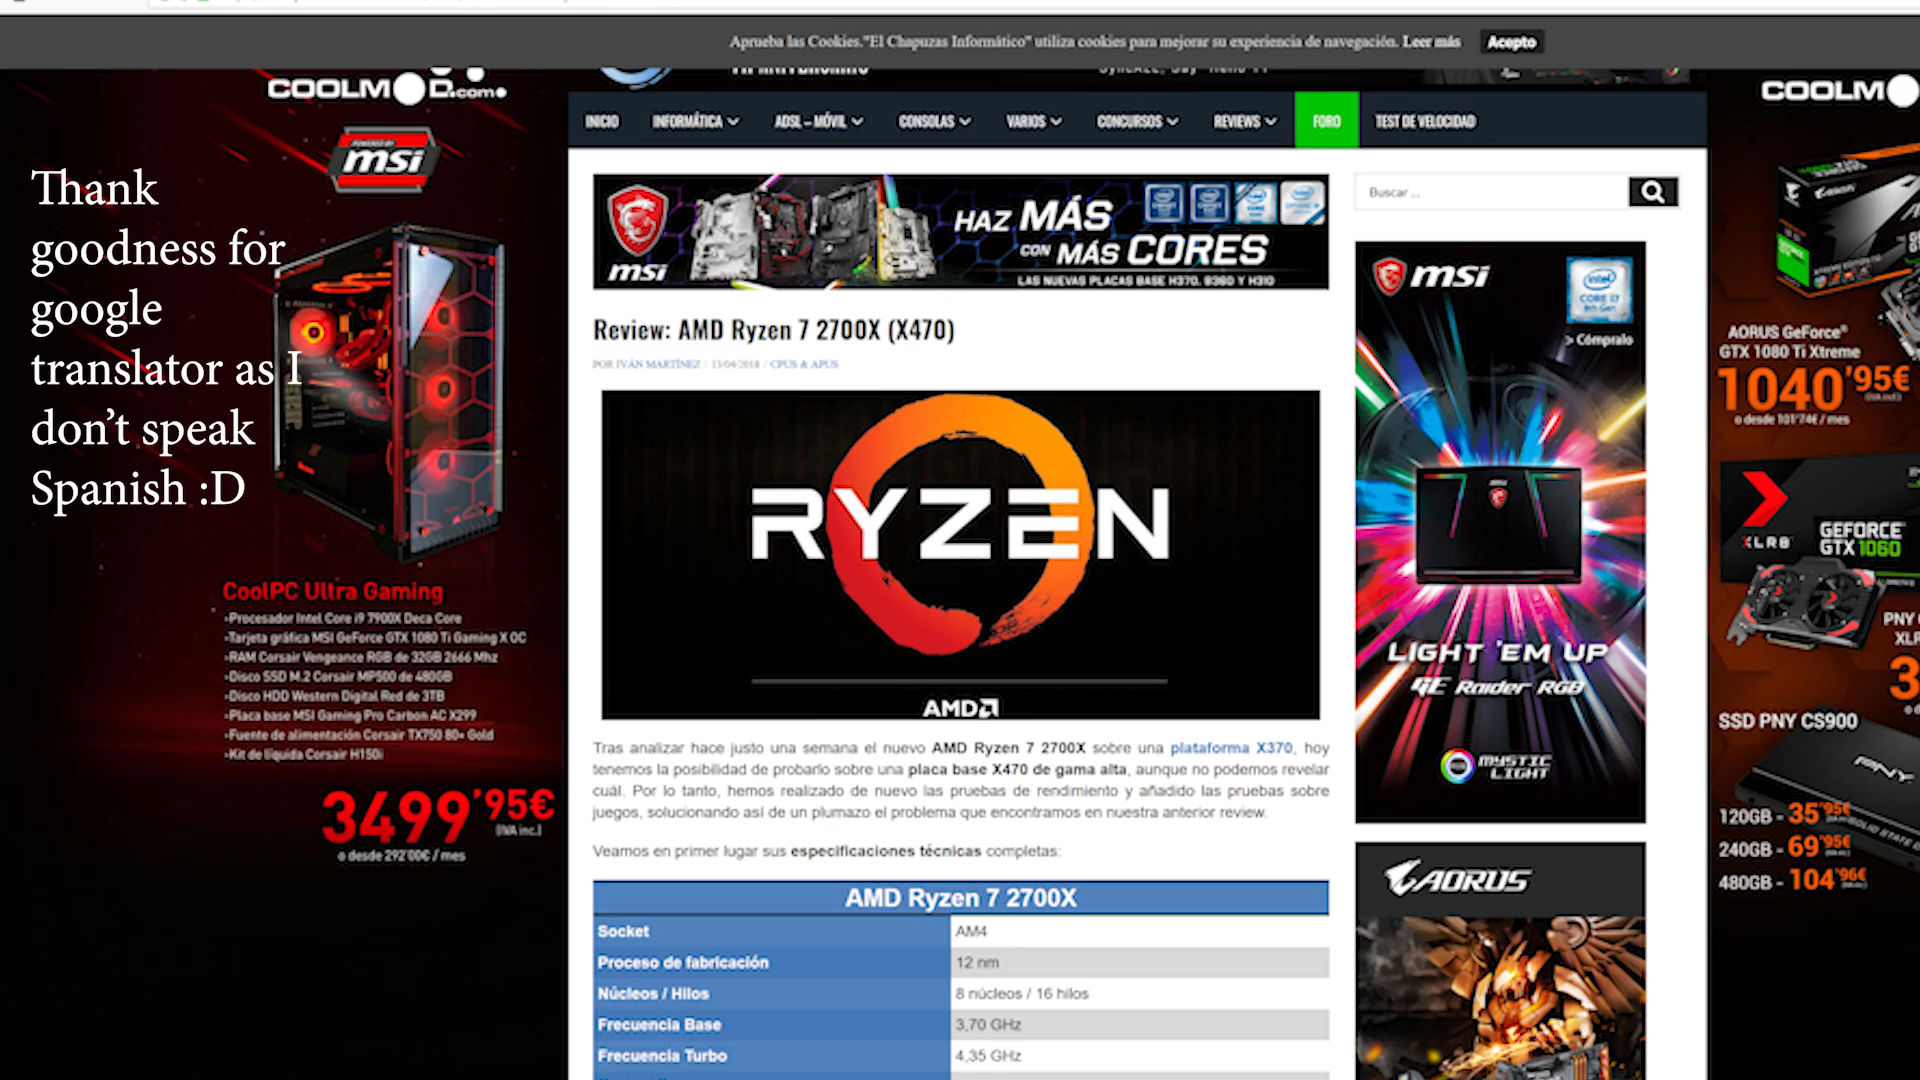 Aprueba las Cookies."El Chapuzas Informático" utiliza cookies para mejorar su experiencia de navegación. Leer más Acepto
COOLM D.com
COOLM
INICIO INFORMÁTICA ADSL – MÓVIL CONSOLAS VARIOS CONCURSOS REVIEWS FORO TEST DE VELOCIDAD
POWERED BY
msi
Thank
goodness for
google
translator as I
don't speak
Spanish :D
CoolPC Ultra Gaming
-Procesador Intel Core i9 7900X Deca Core
-Tarjeta gráfica MSI GeForce GTX 1080 Ti Gaming X OC
-RAM Corsair Vengeance RGB de 32GB 2666 Mhz
-Disco SSD M.2 Corsair MP500 de 480GB
-Disco HDD Western Digital Red de 3TB
-Placa base MSI Gaming Pro Carbon AC X299
-Fuente de alimentación Corsair TX750 80+ Gold
-Kit de líquida Corsair H150i
3499'95€
(IVA inc.)
o desde 292'00€ / mes
msi
HAZ MÁS
CON MÁS CORES
LAS NUEVAS PLACAS BASE H370, B360 Y H310
Review: AMD Ryzen 7 2700X (X470)
POR IVÁN MARTÍNEZ / 13/04/2018 / CPUS & APUS
RYZEN
AMD
Tras analizar hace justo una semana el nuevo AMD Ryzen 7 2700X sobre una plataforma X370, hoy
tenemos la posibilidad de probarlo sobre una placa base X470 de gama alta, aunque no podemos revelar
cuál. Por lo tanto, hemos realizado de nuevo las pruebas de rendimiento y añadido las pruebas sobre
juegos, solucionando así de un plumazo el problema que encontramos en nuestra anterior review.
Veamos en primer lugar sus especificaciones técnicas completas:
AMD Ryzen 7 2700X
Socket AM4
Proceso de fabricación 12 nm
Núcleos / Hilos 8 núcleos / 16 hilos
Frecuencia Base 3,70 GHz
Frecuencia Turbo 4,35 GHz
Buscar ...
msi
intel
CORE i7
8th Gen
> Cómpralo
LIGHT 'EM UP
GE Raider RGB
MYSTIC
LIGHT
AORUS
AORUS GeForce®
GTX 1080 Ti Xtreme
1040'95€
o desde 101'74€ / mes
XLR8
GEFORCE
GTX 1060
PNY
XLR
3
SSD PNY CS900
PNY
120GB - 35'95€
240GB - 69'95€
480GB - 104'96€